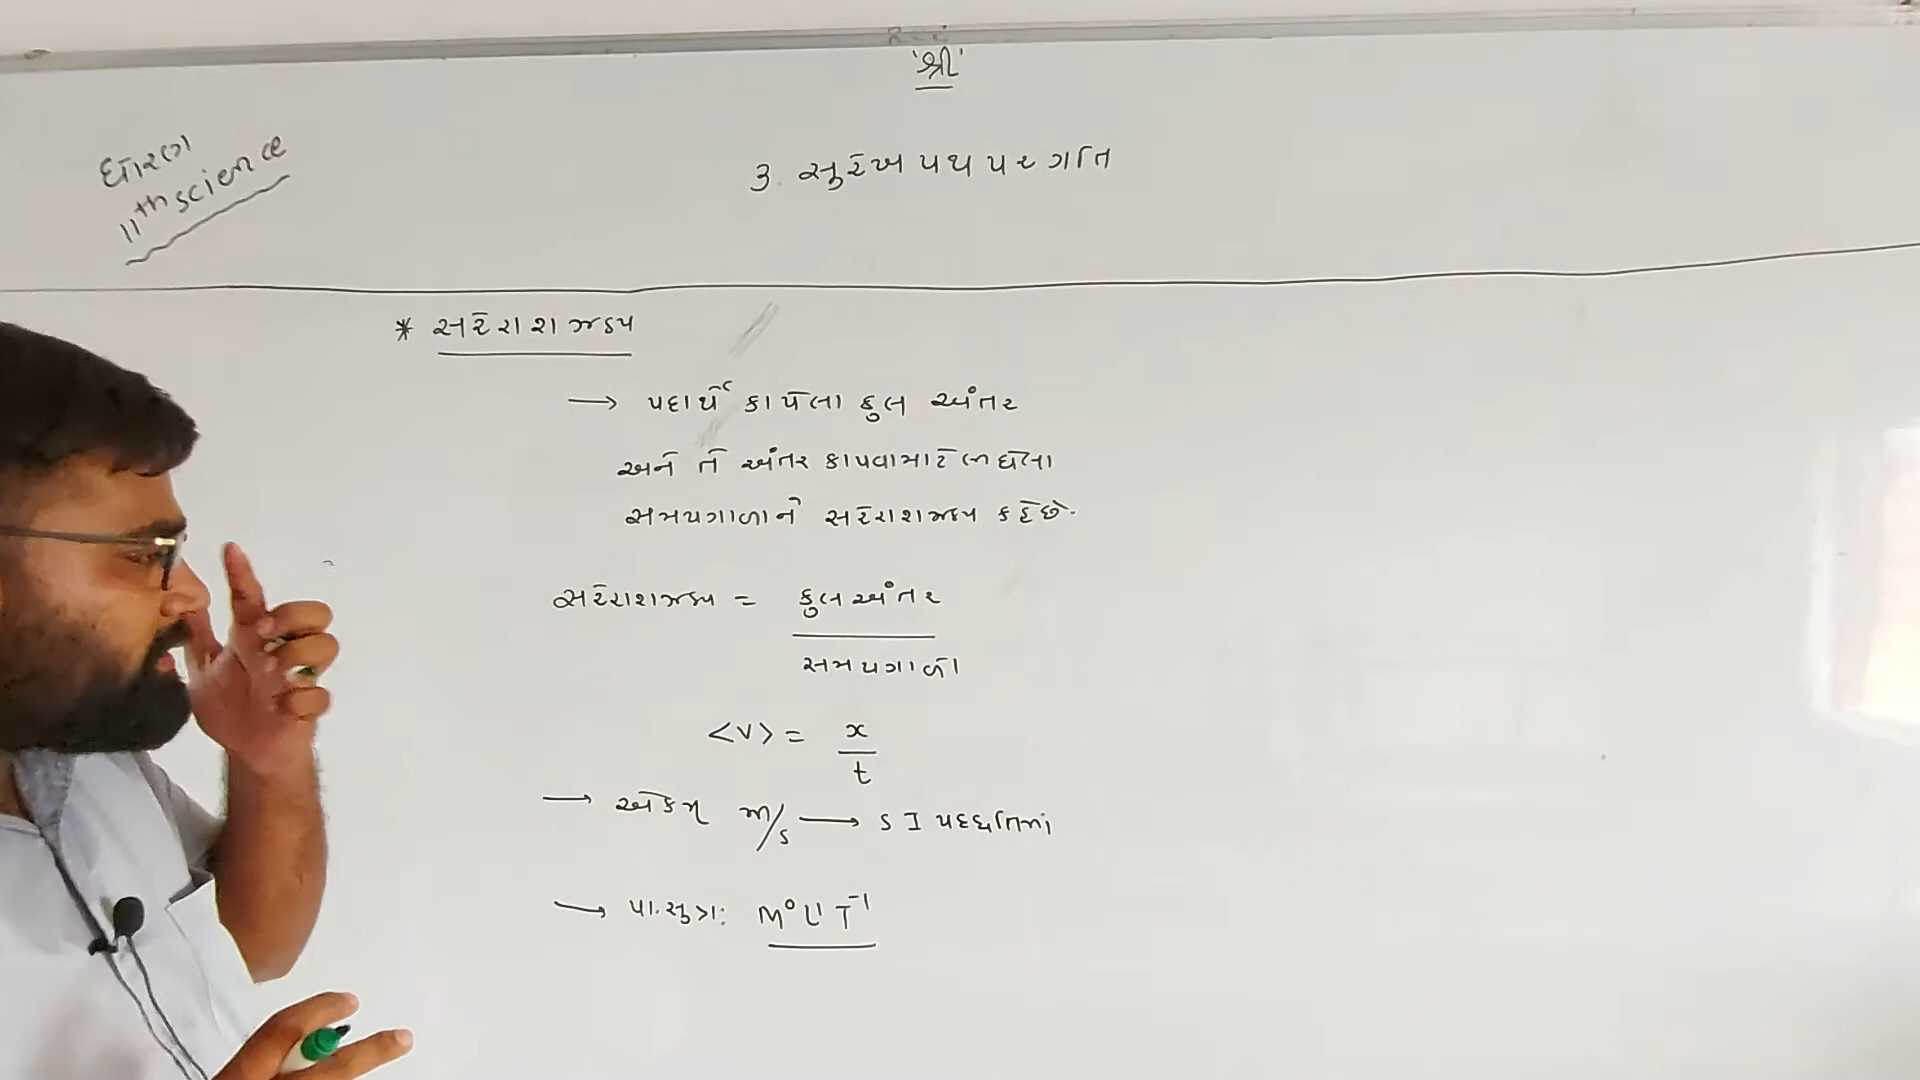 'શ્રી'
ધોરણ
11th science
3. સુરેખ પથ પર ગતિ
* સરેરાશ ઝડપ
→ પદાર્થે કાપેલા કુલ અંતર
અને તે અંતર કાપવા માટે લાધેલા
સમયગાળાને સરેરાશ ઝડપ કહે છે.
સરેરાશ ઝડપ = કુલ અંતર
સમયગાળો
<v> = x
t
→ એકમ m/s → SI પદ્ધતિમાં
→ પા.સુત્ર: M⁰ L¹ T⁻¹